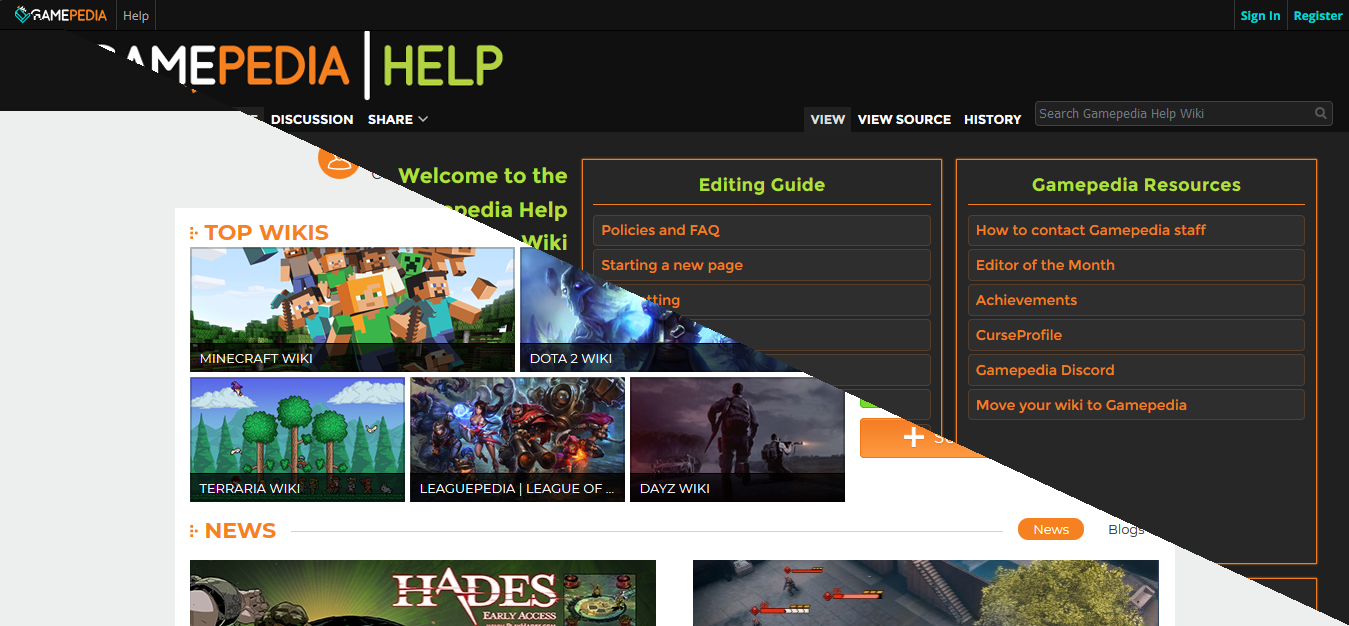 GAMEPEDIA Help Sign In Register
AMEPEDIA | HELP
DISCUSSION SHARE VIEW VIEW SOURCE HISTORY Search Gamepedia Help Wiki
Welcome to the
pedia Help
Wiki
Editing Guide
Policies and FAQ
Starting a new page
tting
Gamepedia Resources
How to contact Gamepedia staff
Editor of the Month
Achievements
CurseProfile
Gamepedia Discord
Move your wiki to Gamepedia
TOP WIKIS
MINECRAFT WIKI
DOTA 2 WIKI
TERRARIA WIKI
LEAGUEPEDIA | LEAGUE OF ...
DAYZ WIKI
NEWS
News Blogs
HADES
EARLY ACCESS
WWW.PLAYHADES.COM